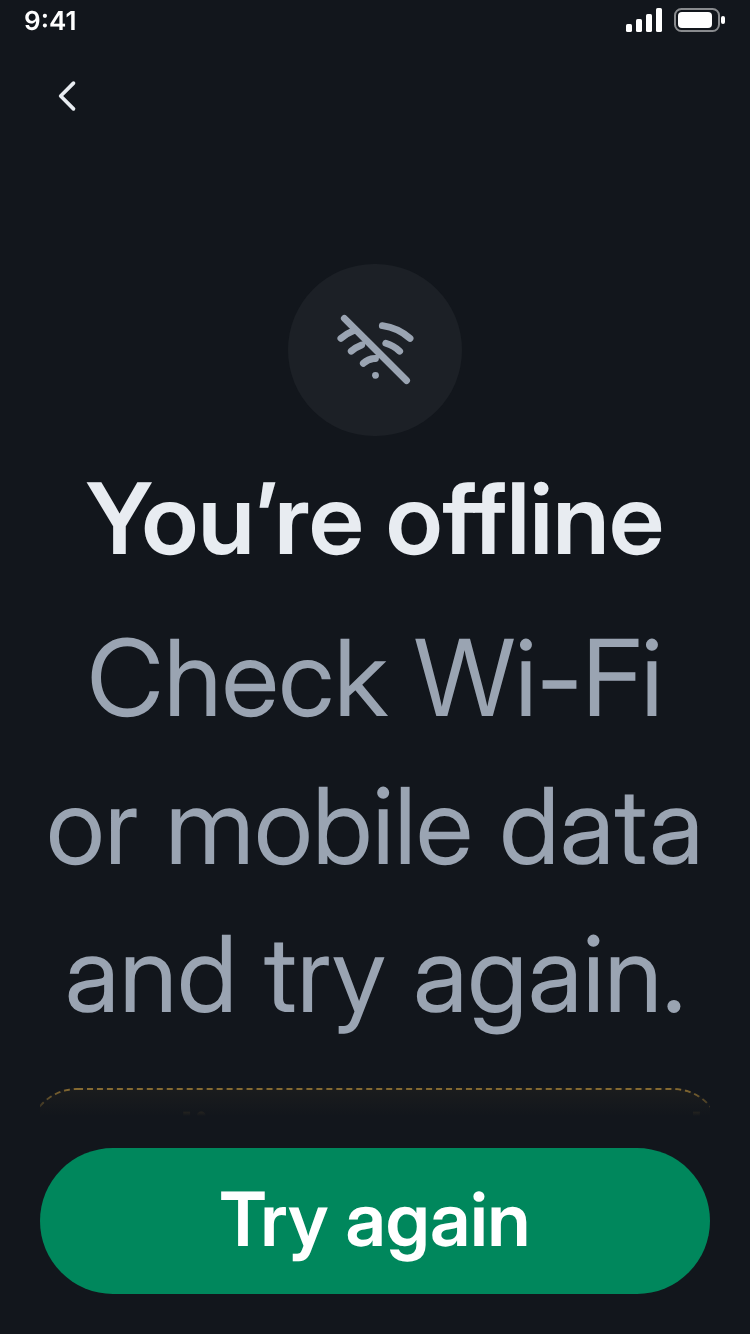 9:41
You’re offline
Check Wi-Fi
or mobile data
and try again.
Try again